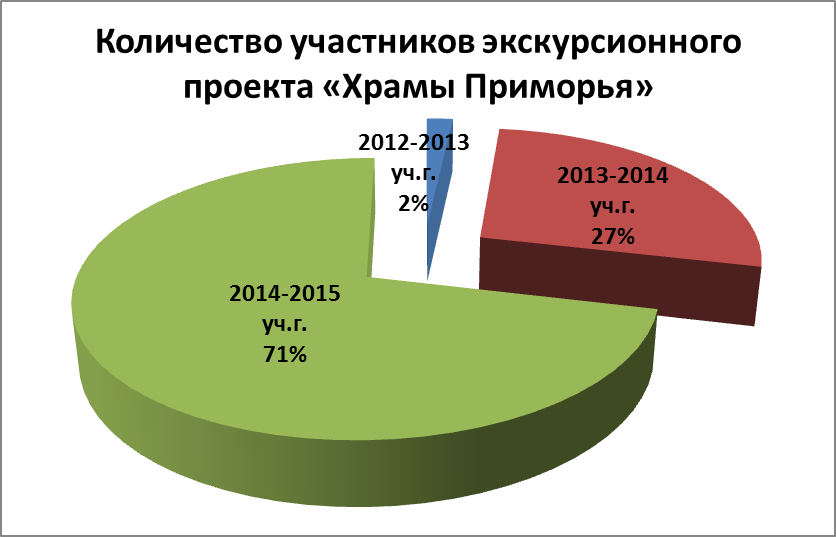 Количество участников экскурсионного
проекта «Храмы Приморья»
2012-2013
уч.г.
2%
2013-2014
уч.г.
27%
2014-2015
уч.г.
71%